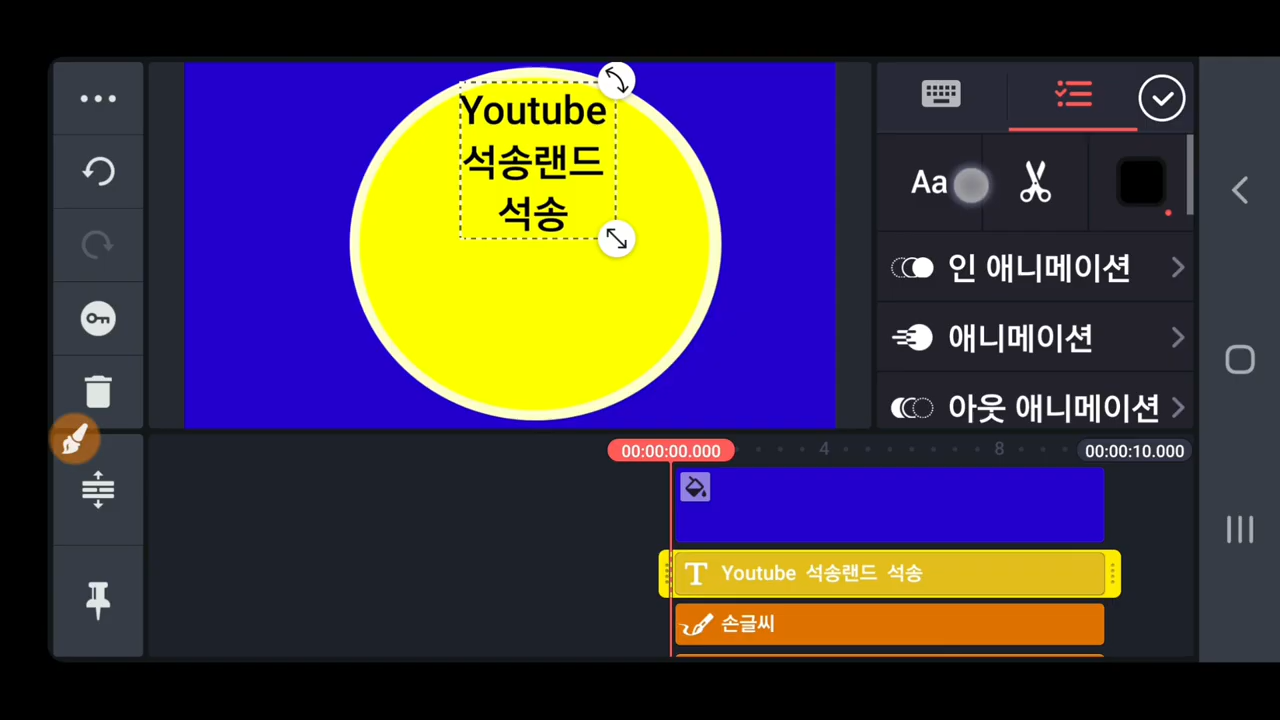 Youtube
석송랜드
석송
Aa
인 애니메이션
애니메이션
아웃 애니메이션
00:00:00.000
4
8
00:00:10.000
T Youtube 석송랜드 석송
손글씨